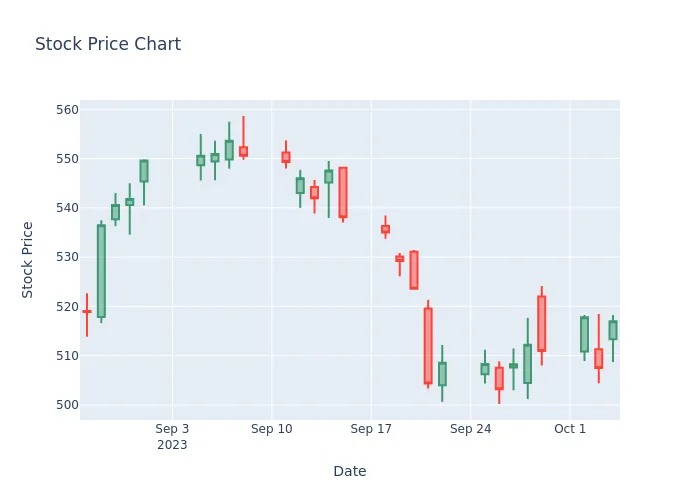 Stock Price Chart
560
550
540
530
520
510
500
Stock Price
Sep 3
2023
Sep 10
Sep 17
Sep 24
Oct 1
Date